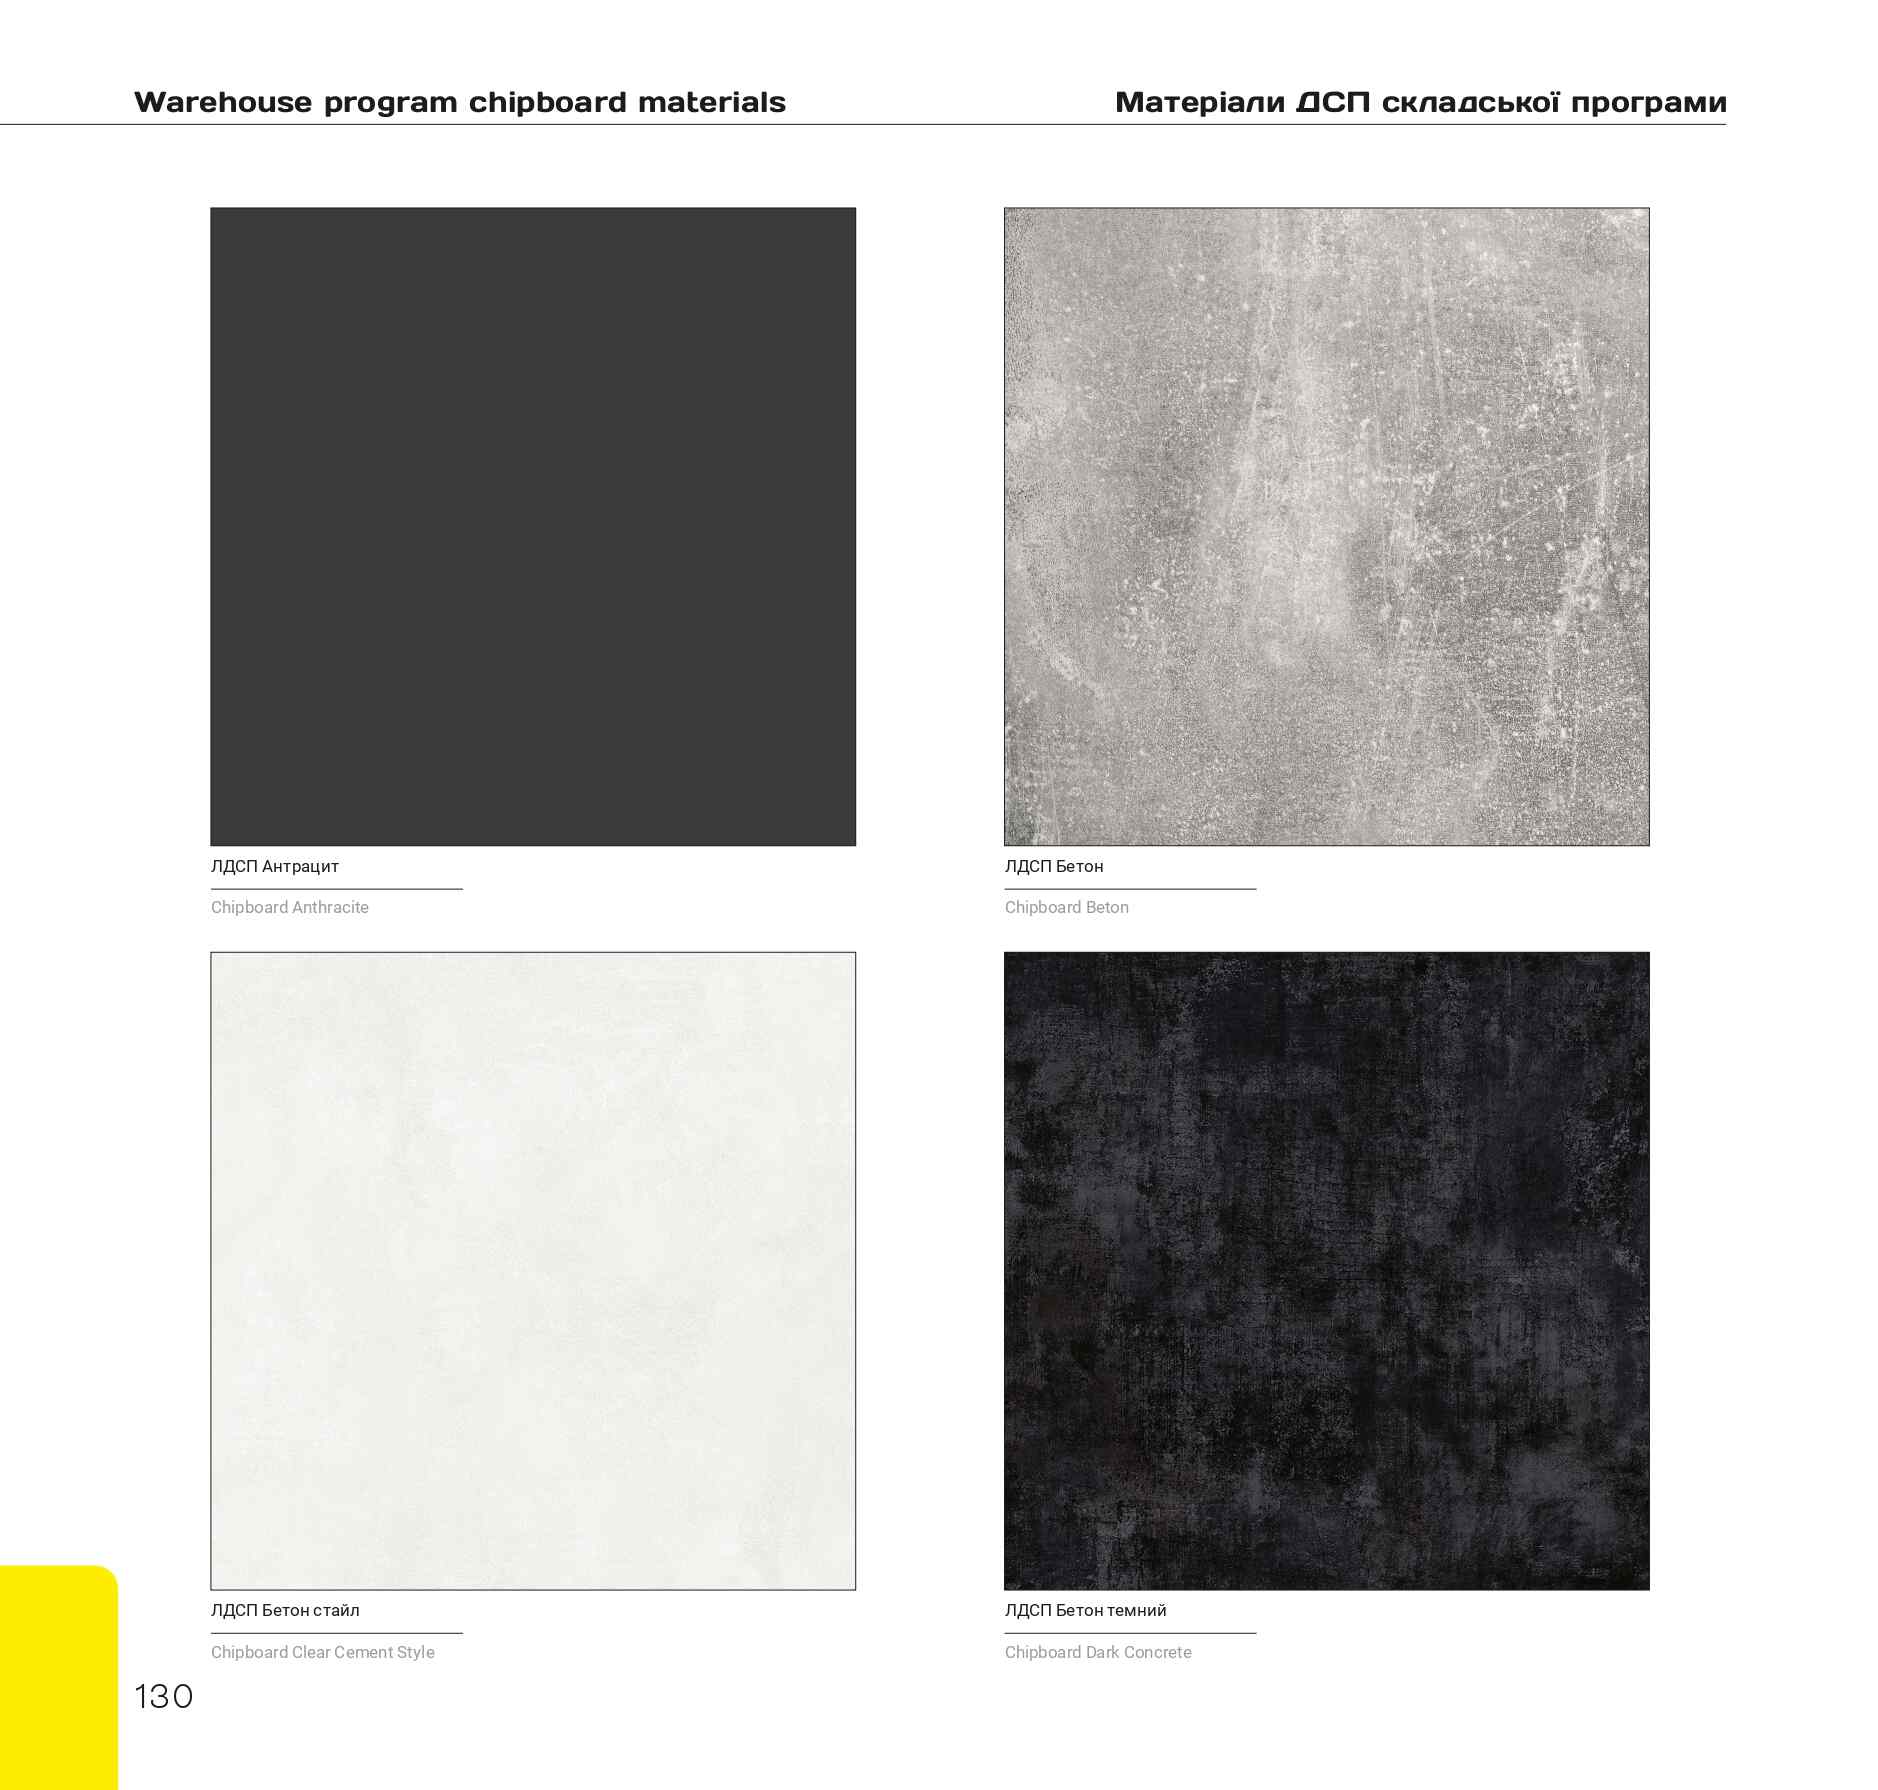 Warehouse program chipboard materials
Матеріали ДСП складської програми
ЛДСП Антрацит
Chipboard Anthracite
ЛДСП Бетон
Chipboard Beton
ЛДСП Бетон стайл
Chipboard Clear Cement Style
ЛДСП Бетон темний
Chipboard Dark Concrete
130